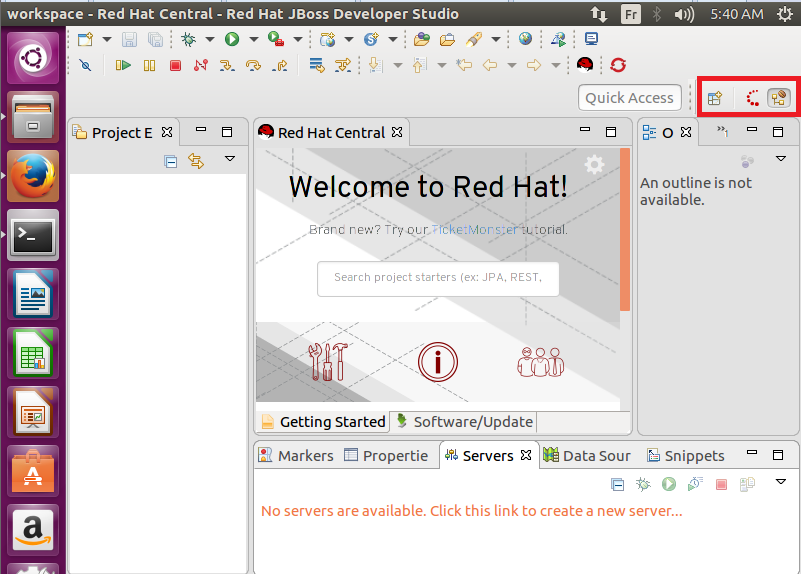 workspace - Red Hat Central - Red Hat JBoss Developer Studio
Fr
5:40 AM
Quick Access
Project E
Red Hat Central
O
»1
Welcome to Red Hat!
Brand new? Try our TicketMonster tutorial.
Search project starters (ex: JPA, REST,
An outline is not
available.
Getting Started
Software/Update
Markers
Propertie
Servers
Data Sour
Snippets
No servers are available. Click this link to create a new server...